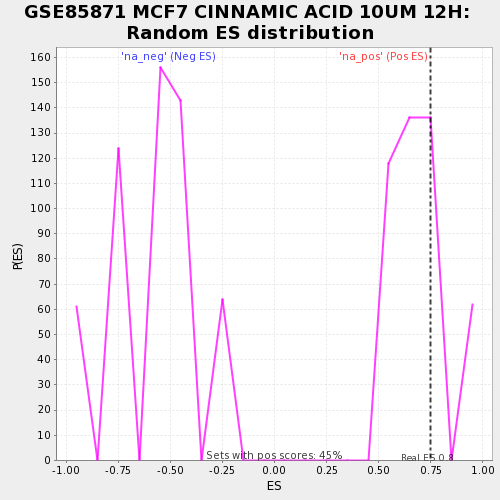 GSE85871 MCF7 CINNAMIC ACID 10UM 12H:
Random ES distribution
'na_neg' (Neg ES) 'na_pos' (Pos ES)
160
150
140
130
120
110
100
90
80
70
60
50
40
30
20
10
0
P(ES)
Sets with pos scores: 45% Real ES 0.8
-1.00 -0.75 -0.50 -0.25 0.00 0.25 0.50 0.75 1.00
ES